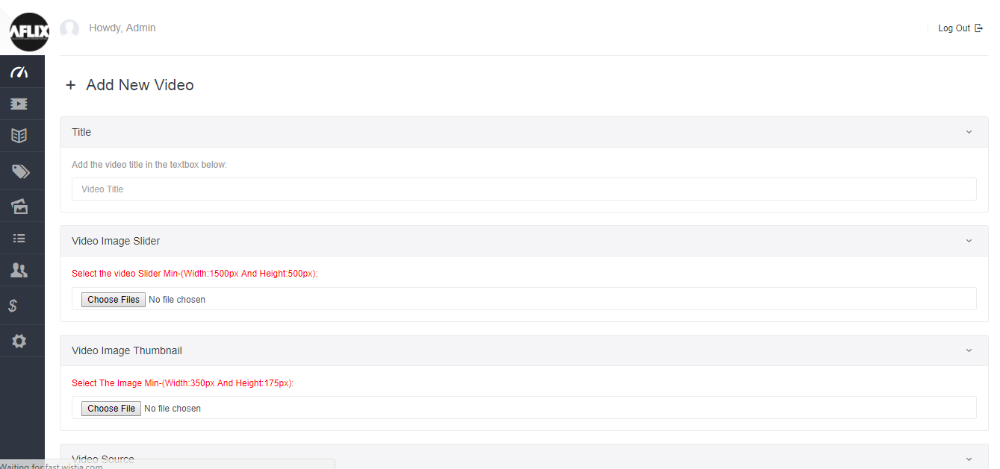 AFLIX
Howdy, Admin
Log Out
+ Add New Video
Title
Add the video title in the textbox below:
Video Title
Video Image Slider
Select the video Slider Min-(Width:1500px And Height:500px):
Choose Files No file chosen
Video Image Thumbnail
Select The Image Min-(Width:350px And Height:175px):
Choose File No file chosen
Video Source
Waiting for fast.wistia.com
$